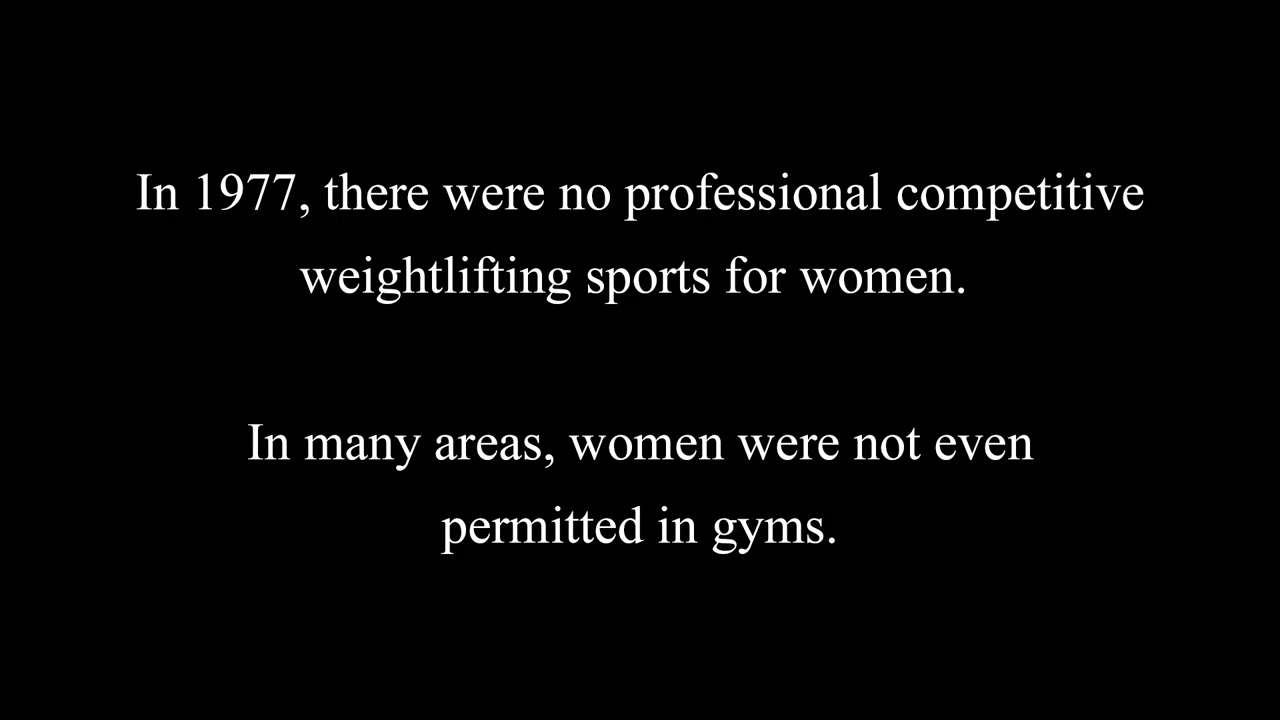 In 1977, there were no professional competitive
weightlifting sports for women.
In many areas, women were not even
permitted in gyms.